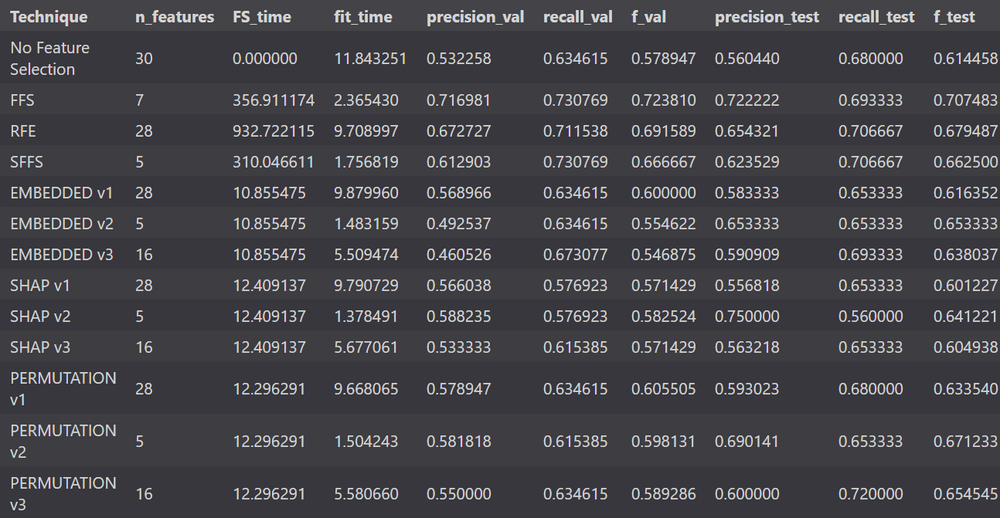 Technique n_features FS_time fit_time precision_val recall_val f_val precision_test recall_test f_test
No Feature
Selection 30 0.000000 11.843251 0.532258 0.634615 0.578947 0.560440 0.680000 0.614458
FFS 7 356.911174 2.365430 0.716981 0.730769 0.723810 0.722222 0.693333 0.707483
RFE 28 932.722115 9.708997 0.672727 0.711538 0.691589 0.654321 0.706667 0.679487
SFFS 5 310.046611 1.756819 0.612903 0.730769 0.666667 0.623529 0.706667 0.662500
EMBEDDED v1 28 10.855475 9.879960 0.568966 0.634615 0.600000 0.583333 0.653333 0.616352
EMBEDDED v2 5 10.855475 1.483159 0.492537 0.634615 0.554622 0.653333 0.653333 0.653333
EMBEDDED v3 16 10.855475 5.509474 0.460526 0.673077 0.546875 0.590909 0.693333 0.638037
SHAP v1 28 12.409137 9.790729 0.566038 0.576923 0.571429 0.556818 0.653333 0.601227
SHAP v2 5 12.409137 1.378491 0.588235 0.576923 0.582524 0.750000 0.560000 0.641221
SHAP v3 16 12.409137 5.677061 0.533333 0.615385 0.571429 0.563218 0.653333 0.604938
PERMUTATION
v1 28 12.296291 9.668065 0.578947 0.634615 0.605505 0.593023 0.680000 0.633540
PERMUTATION
v2 5 12.296291 1.504243 0.581818 0.615385 0.598131 0.690141 0.653333 0.671233
PERMUTATION
v3 16 12.296291 5.580660 0.550000 0.634615 0.589286 0.600000 0.720000 0.654545